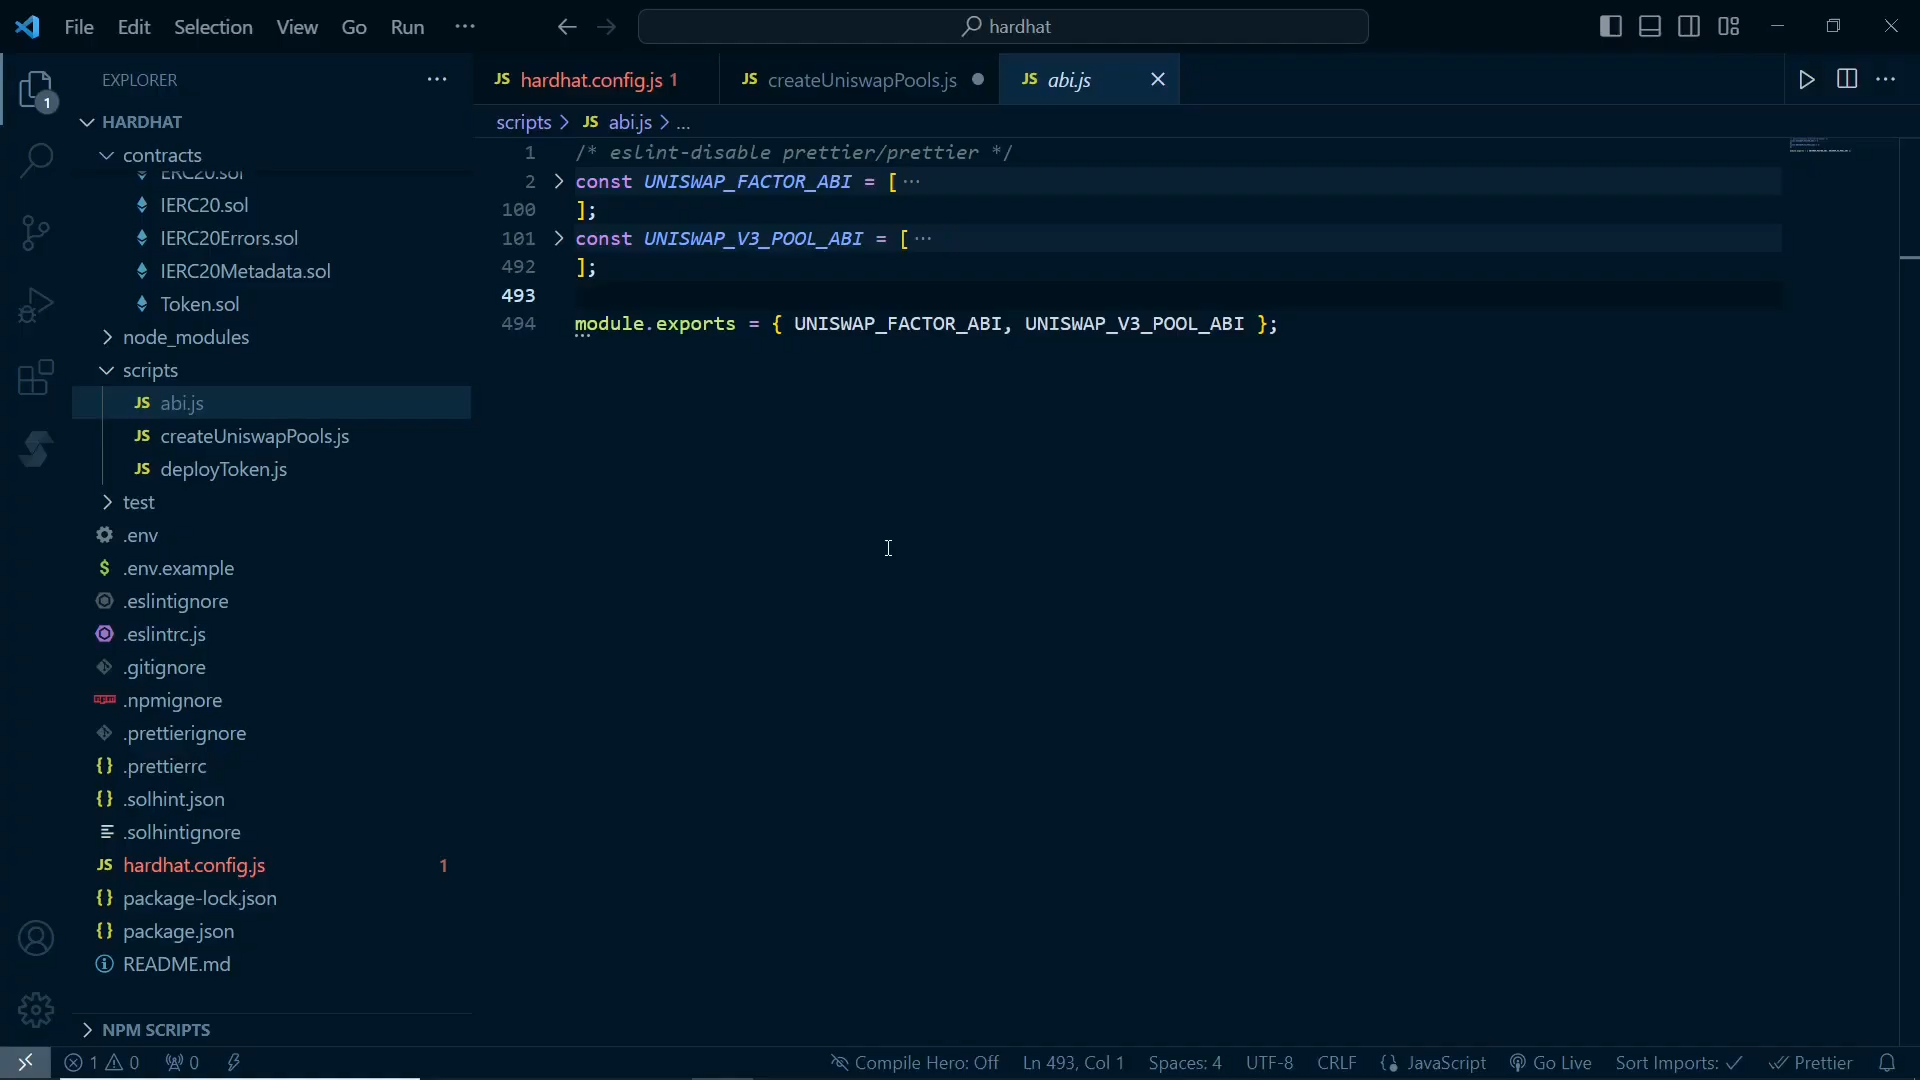 File Edit Selection View Go Run ···
hardhat
EXPLORER ···
JS hardhat.config.js 1
JS createUniswapPools.js
JS abi.js
HARDHAT
scripts > JS abi.js > ...
contracts
ERC20.sol
IERC20.sol
IERC20Errors.sol
IERC20Metadata.sol
Token.sol
node_modules
scripts
JS abi.js
JS createUniswapPools.js
JS deployToken.js
test
.env
$ .env.example
.eslintignore
.eslintrc.js
.gitignore
.npmignore
.prettierignore
{} .prettierrc
{} .solhint.json
.solhintignore
JS hardhat.config.js 1
{} package-lock.json
{} package.json
README.md
NPM SCRIPTS
1 /* eslint-disable prettier/prettier */
2 const UNISWAP_FACTOR_ABI = [ ···
100 ];
101 const UNISWAP_V3_POOL_ABI = [ ···
492 ];
493
494 module.exports = { UNISWAP_FACTOR_ABI, UNISWAP_V3_POOL_ABI };
1 0 0 Compile Hero: Off Ln 493, Col 1 Spaces: 4 UTF-8 CRLF JavaScript Go Live Sort Imports: ✓ Prettier